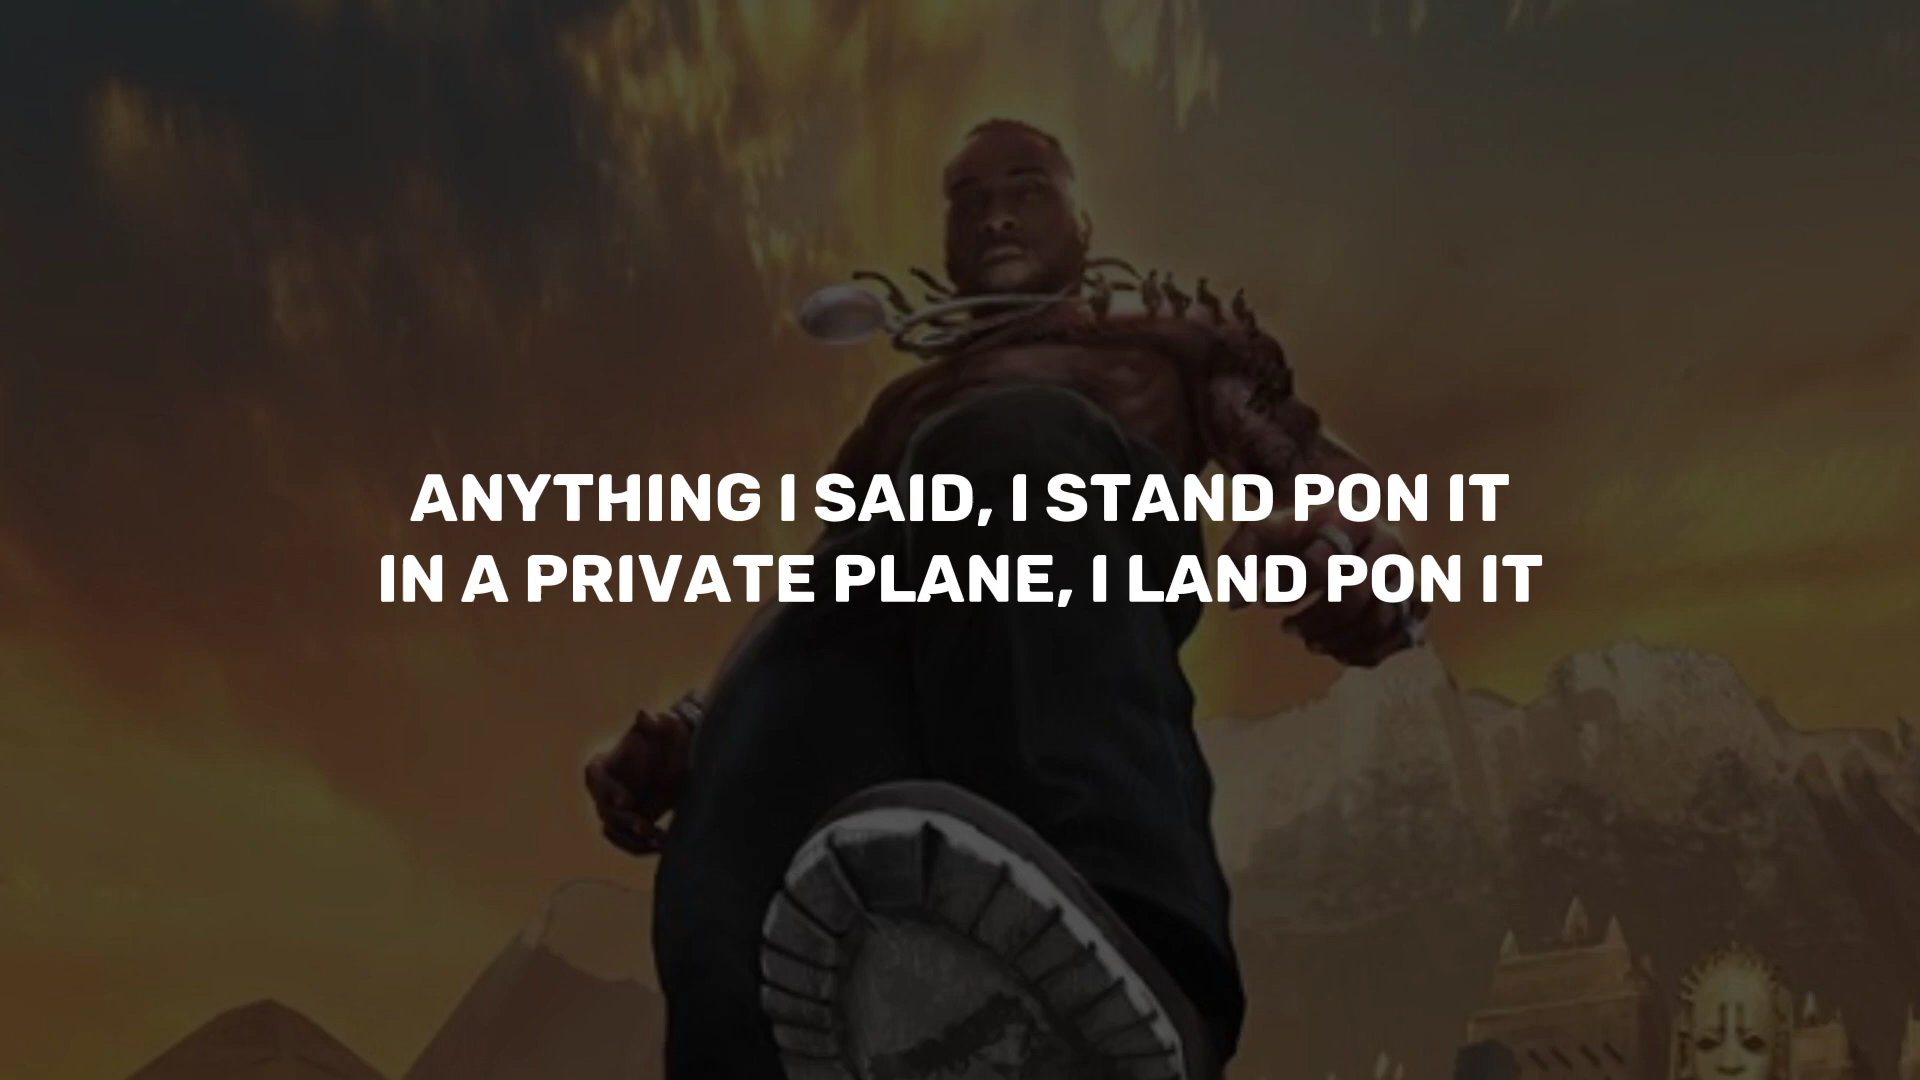 ANYTHING I SAID, I STAND PON IT
IN A PRIVATE PLANE, I LAND PON IT